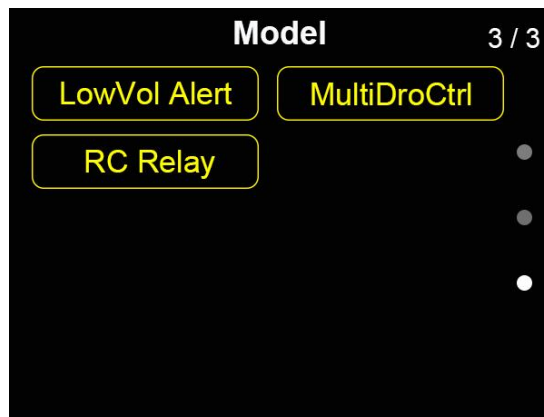 Model
3 / 3
LowVol Alert
MultiDroCtrl
RC Relay